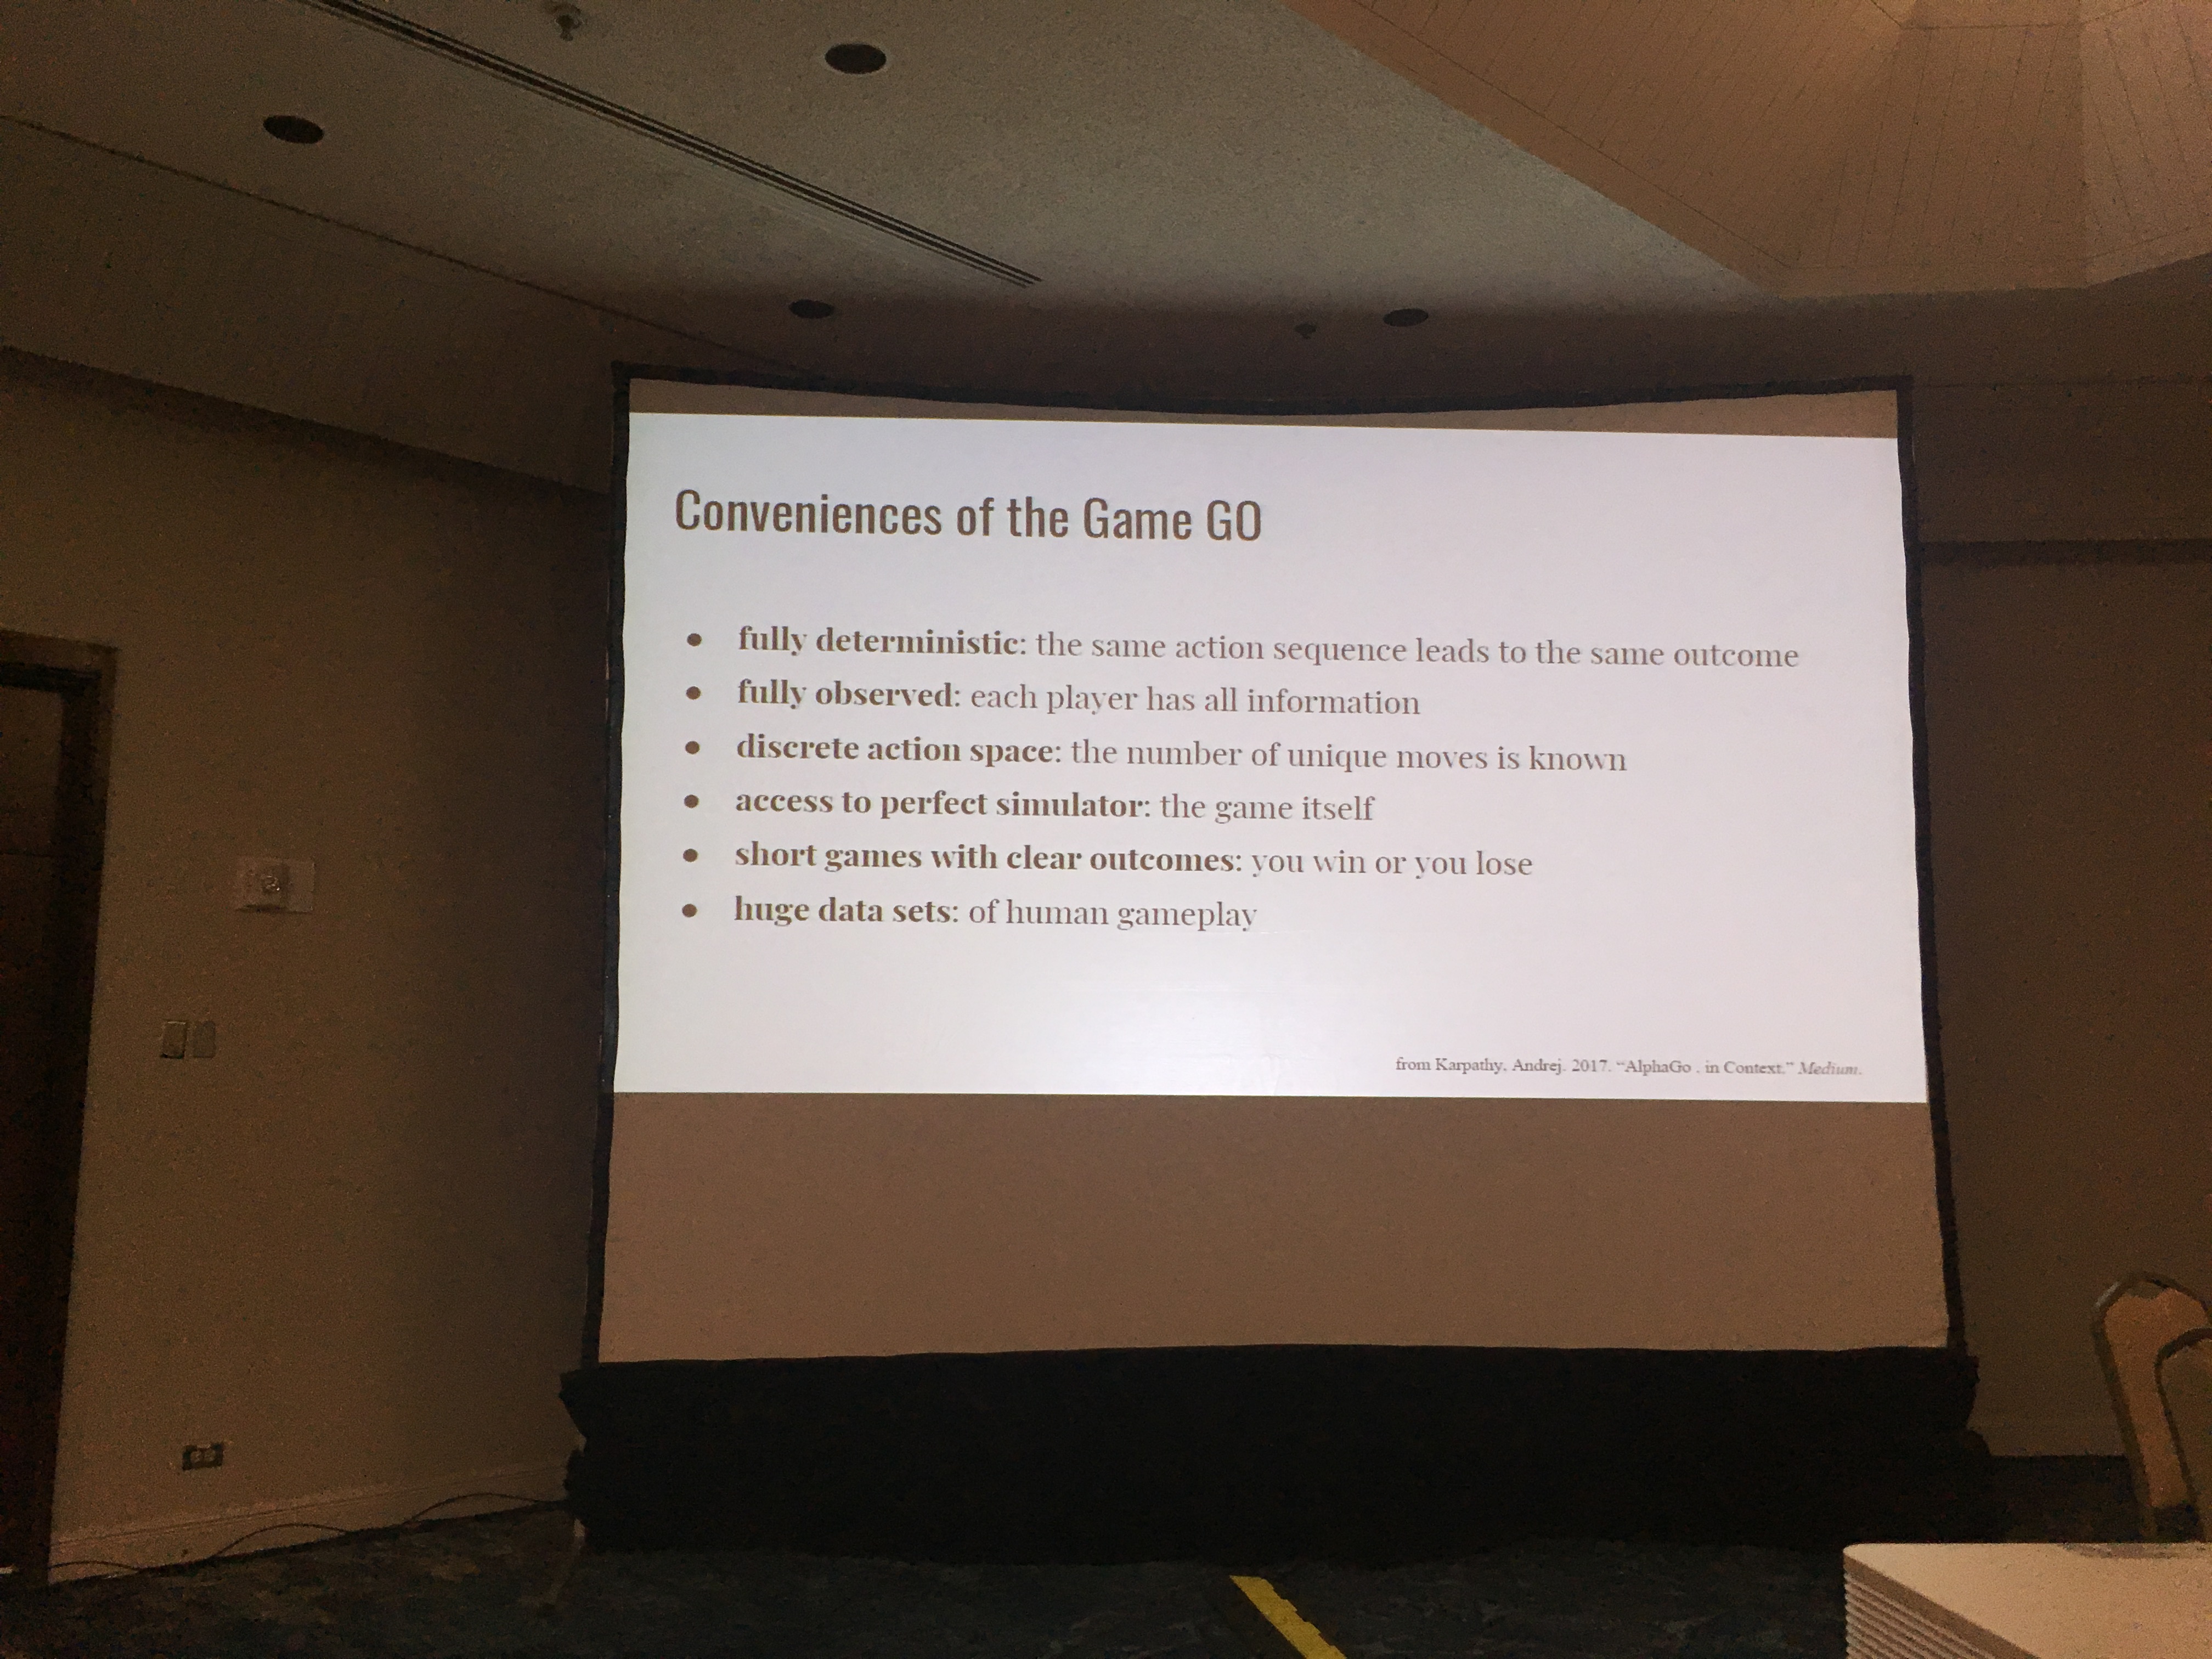 Conveniences of the Game GO
● fully deterministic: the same action sequence leads to the same outcome
● fully observed: each player has all information
● discrete action space: the number of unique moves is known
● access to perfect simulator: the game itself
● short games with clear outcomes: you win or you lose
● huge data sets: of human gameplay
from Karpathy, Andrej. 2017. “AlphaGo . in Context.” Medium.